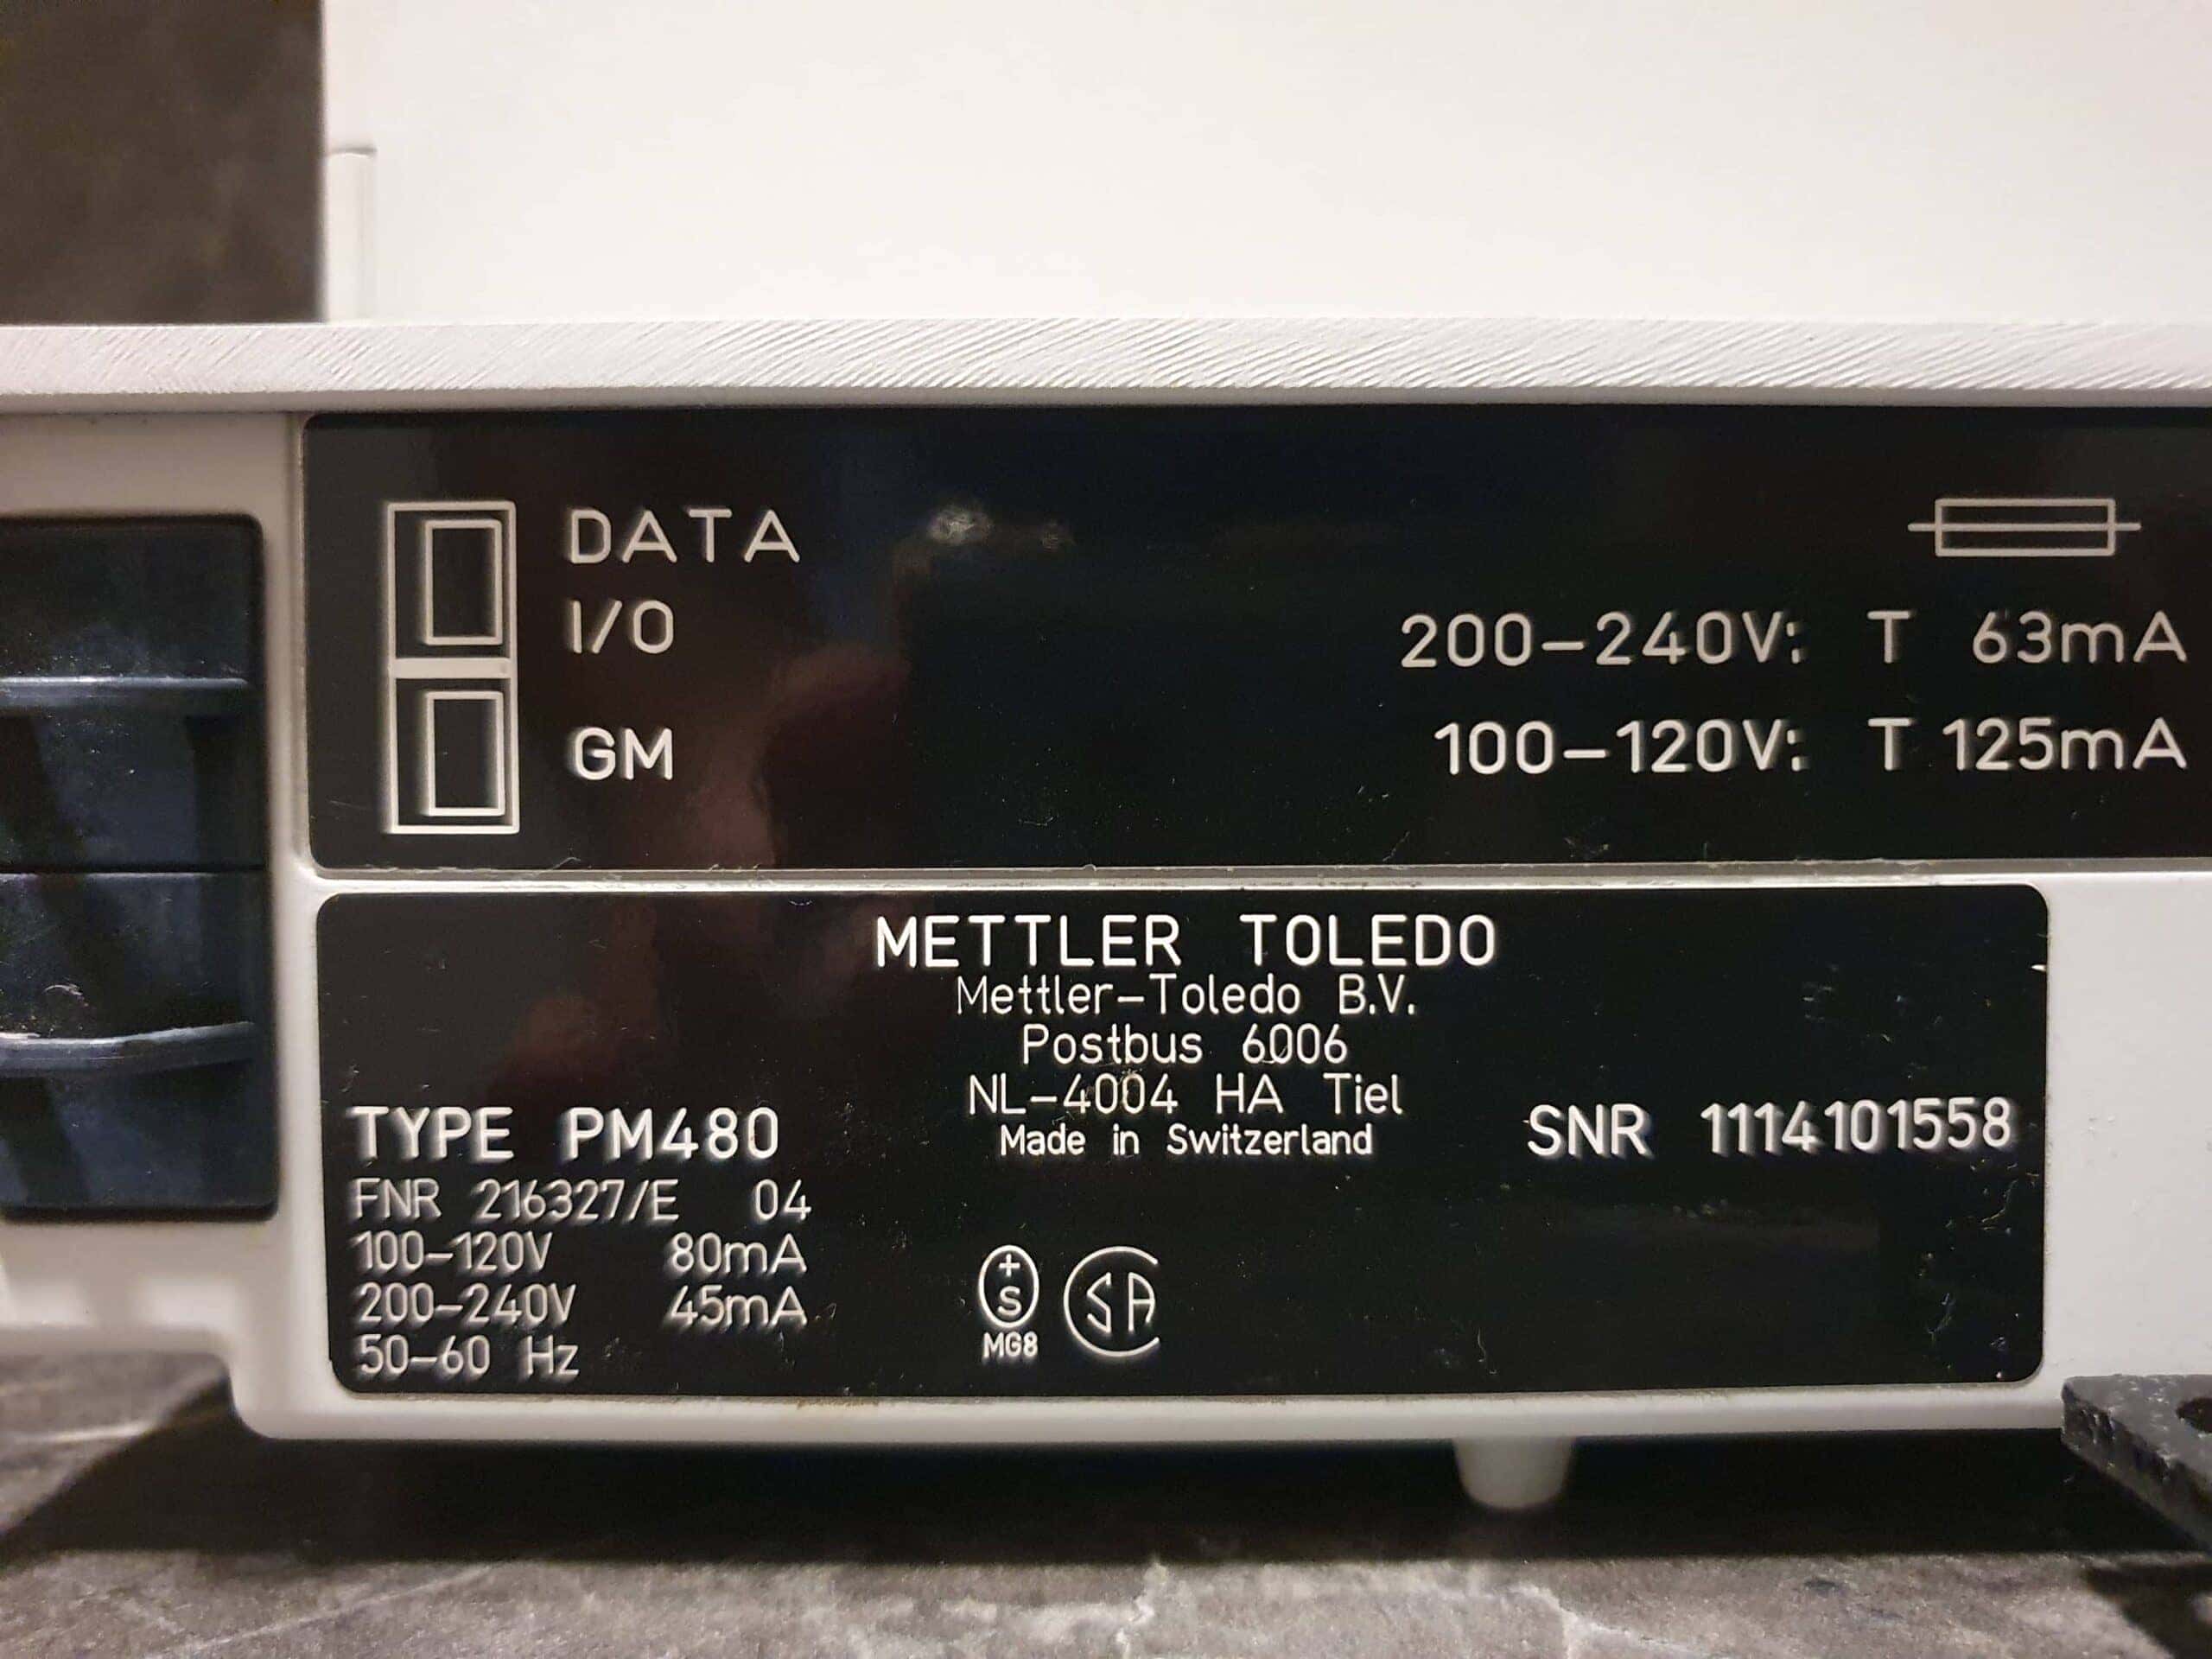 DATA
I/O
GM
200-240V: T 63mA
100-120V: T 125mA
METTLER TOLEDO
Mettler-Toledo B.V.
Postbus 6006
NL-4004 HA Tiel
Made in Switzerland
TYPE PM480
SNR 1114101558
FNR 216327/E 04
100-120V 80mA
200-240V 45mA
50-60 Hz
+S
MG8
SA